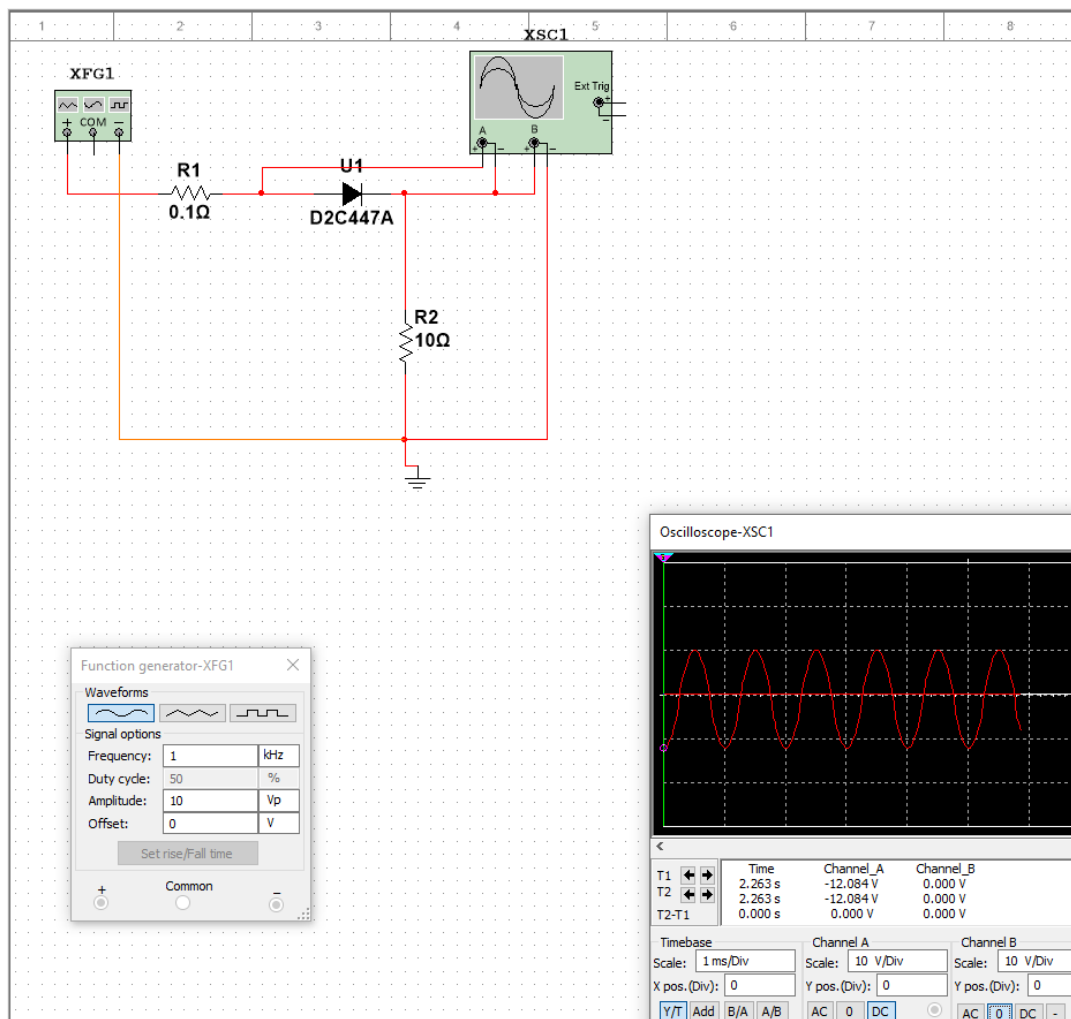 1 2 3 4 5 6 7 8
XSC1
XFG1
Ext Trig
+
+ COM −
A B
+ − + − −
R1
U1
0.1Ω
D2C447A
R2
10Ω
Oscilloscope-XSC1
Function generator-XFG1
Waveforms
Signal options
Frequency: 1 kHz
Duty cycle: 50 %
Amplitude: 10 Vp
Offset: 0 V
Set rise/Fall time
+ Common −
Time Channel_A Channel_B
T1 2.263 s -12.084 V 0.000 V
T2 2.263 s -12.084 V 0.000 V
T2-T1 0.000 s 0.000 V 0.000 V
Timebase Channel A Channel B
Scale: 1 ms/Div Scale: 10 V/Div Scale: 10 V/Div
X pos.(Div): 0 Y pos.(Div): 0 Y pos.(Div): 0
Y/T Add B/A A/B AC 0 DC AC 0 DC -